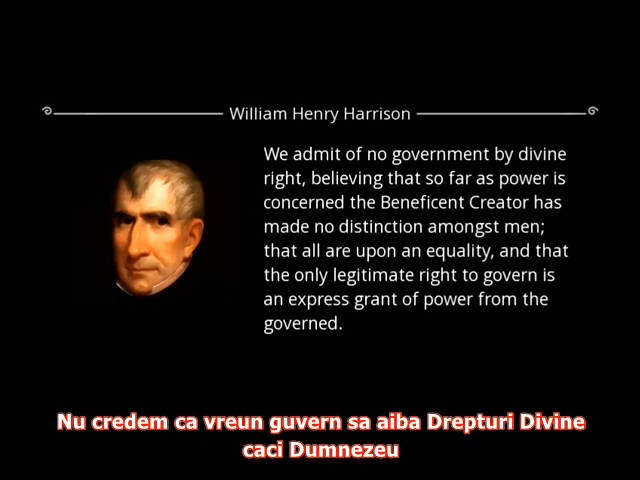 William Henry Harrison
We admit of no government by divine
right, believing that so far as power is
concerned the Beneficent Creator has
made no distinction amongst men;
that all are upon an equality, and that
the only legitimate right to govern is
an express grant of power from the
governed.
Nu credem ca vreun guvern sa aiba Drepturi Divine
caci Dumnezeu